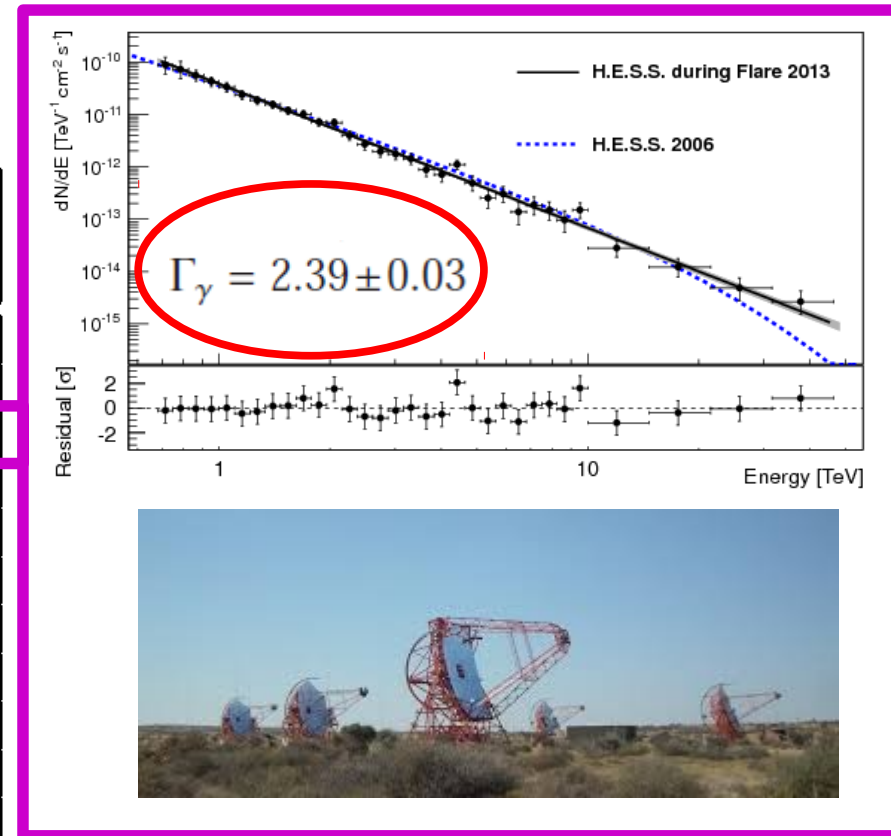 dN/dE [TeV⁻¹ cm⁻² s⁻¹]
10⁻¹⁰
10⁻¹¹
10⁻¹²
10⁻¹³
10⁻¹⁴
10⁻¹⁵
H.E.S.S. during Flare 2013
H.E.S.S. 2006
Γγ = 2.39±0.03
Residual [σ]
2
0
-2
1
10
Energy [TeV]